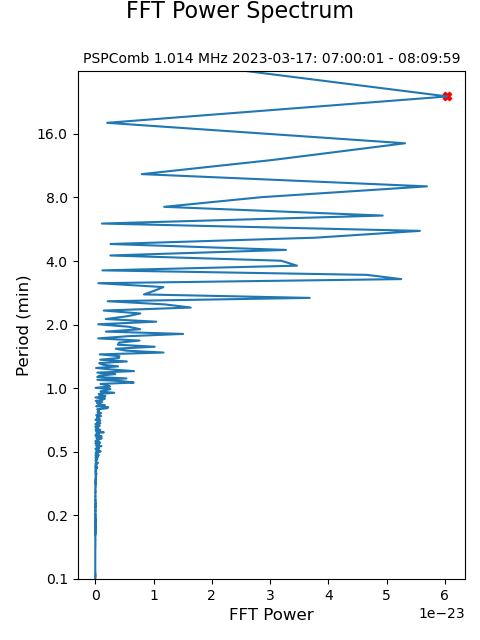 FFT Power Spectrum
PSPComb 1.014 MHz 2023-03-17: 07:00:01 - 08:09:59
16.0
8.0
4.0
2.0
1.0
0.5
0.2
0.1
Period (min)
0 1 2 3 4 5 6
1e−23
FFT Power